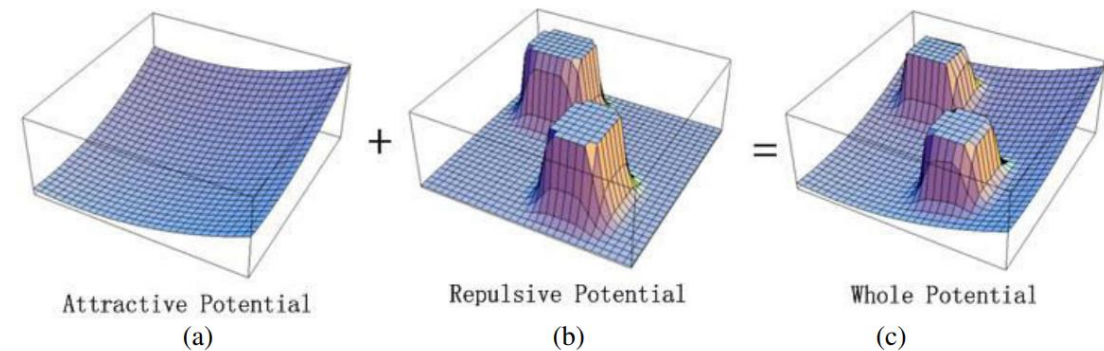 +
=
Attractive Potential
Repulsive Potential
Whole Potential
(a)
(b)
(c)